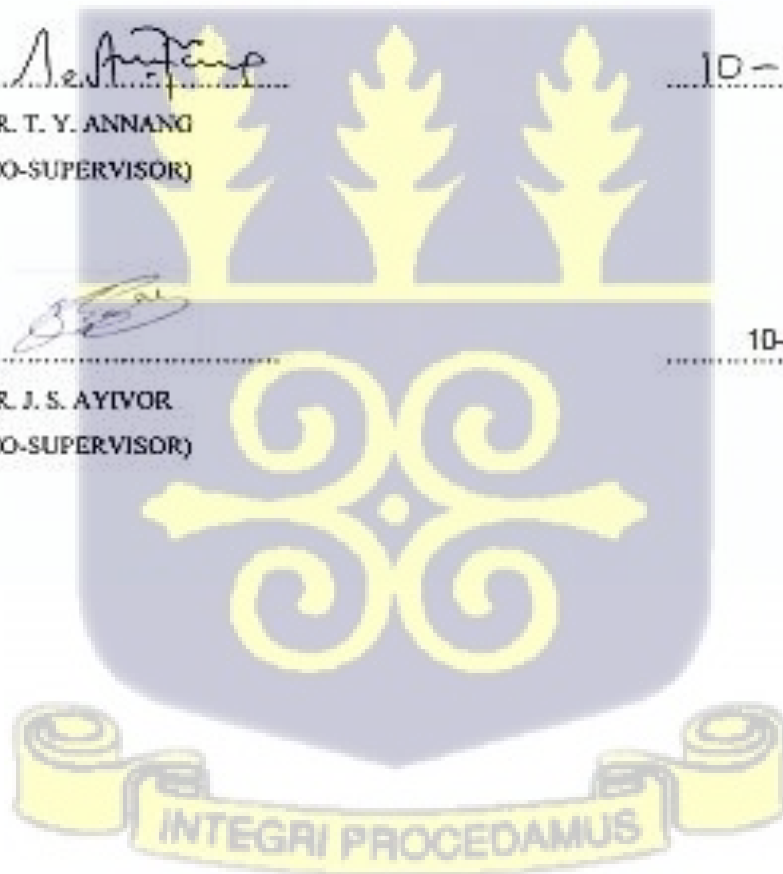 10-
R. T. Y. ANNANG
O-SUPERVISOR)
10-
R. J. S. AYIVOR
O-SUPERVISOR)
INTEGRI PROCEDAMUS